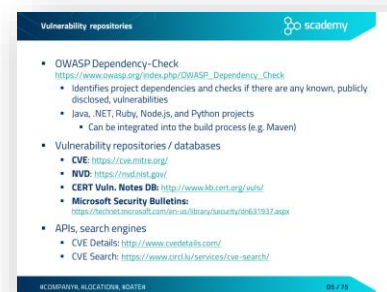 Vulnerability repositories
scademy
OWASP Dependency-Check
https://www.owasp.org/index.php/OWASP_Dependency_Check
Identifies project dependencies and checks if there are any known, publicly
disclosed, vulnerabilities
Java, .NET, Ruby, Node.js, and Python projects
Can be integrated into the build process (e.g. Maven)
Vulnerability repositories / databases
CVE: https://cve.mitre.org/
NVD: https://nvd.nist.gov/
CERT Vuln. Notes DB: http://www.kb.cert.org/vuls/
Microsoft Security Bulletins:
https://technet.microsoft.com/en-us/library/security/dn631937.aspx
APIs, search engines
CVE Details: http://www.cvedetails.com/
CVE Search: https://www.circl.lu/services/cve-search/
#COMPANY#, #LOCATION#, #DATE#
D5 / 76